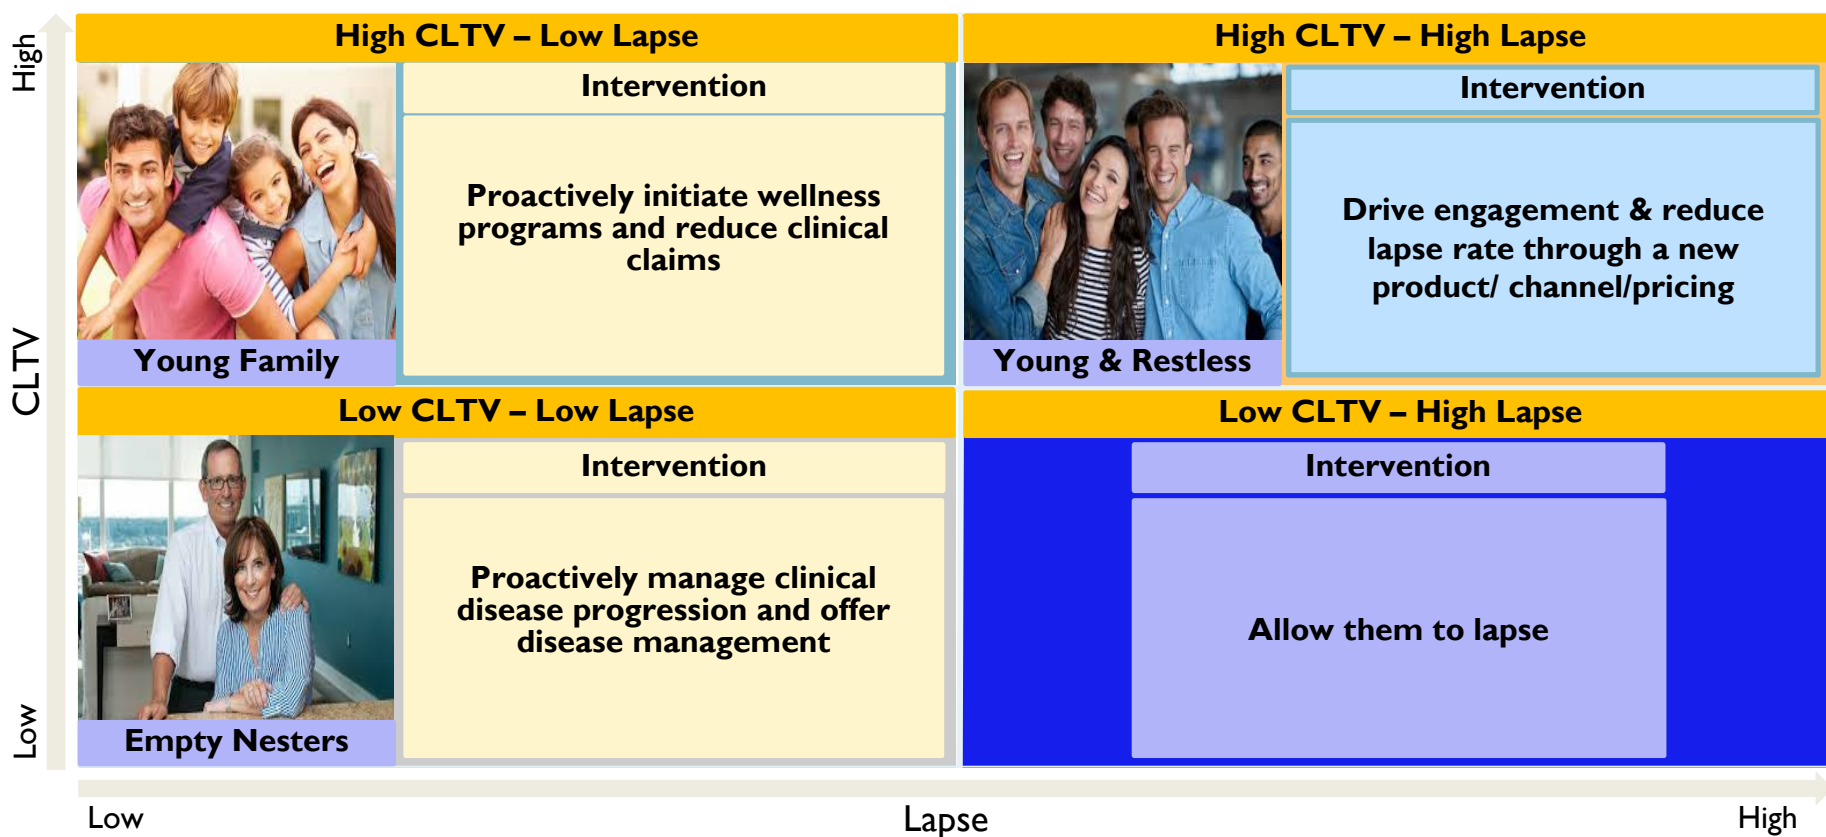 High
CLTV
Low
High CLTV – Low Lapse
Intervention
Proactively initiate wellness
programs and reduce clinical
claims
Young Family
High CLTV – High Lapse
Intervention
Drive engagement & reduce
lapse rate through a new
product/ channel/pricing
Young & Restless
Low CLTV – Low Lapse
Intervention
Proactively manage clinical
disease progression and offer
disease management
Empty Nesters
Low CLTV – High Lapse
Intervention
Allow them to lapse
Low
Lapse
High